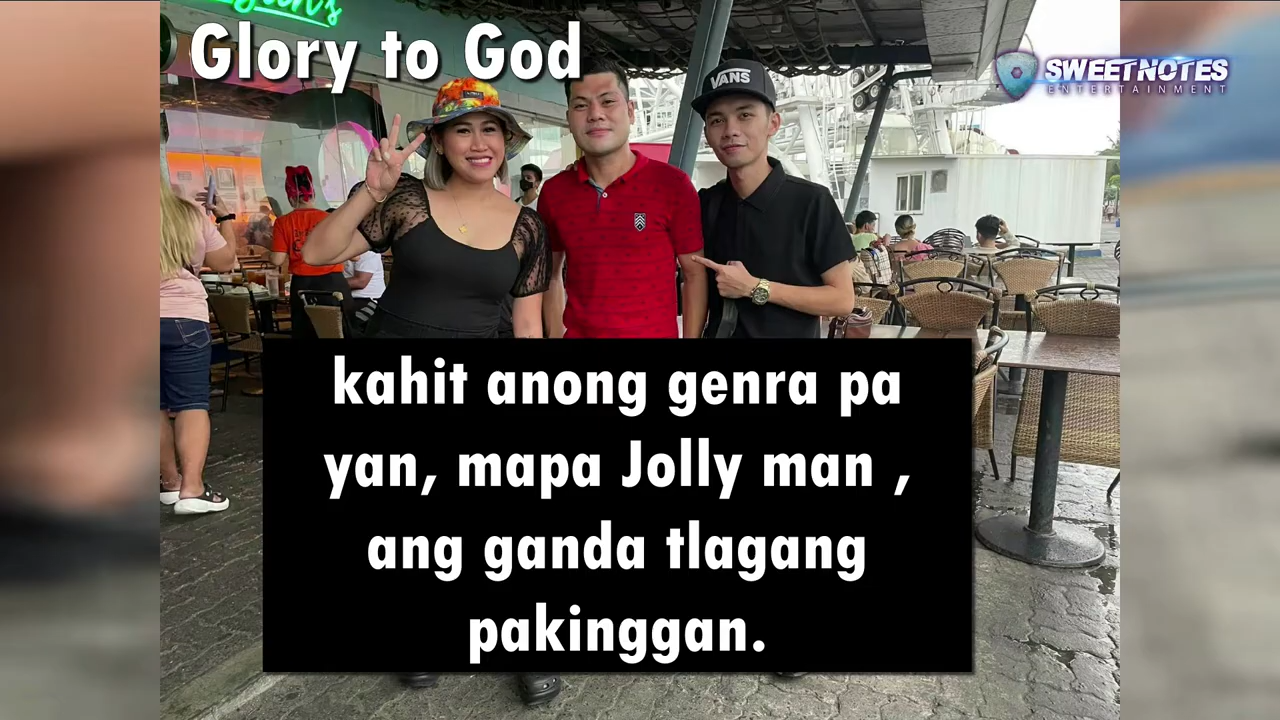 Glory to God
SWEETNOTES
ENTERTAINMENT
VANS
kahit anong genra pa
yan, mapa Jolly man ,
ang ganda tlagang
pakinggan.